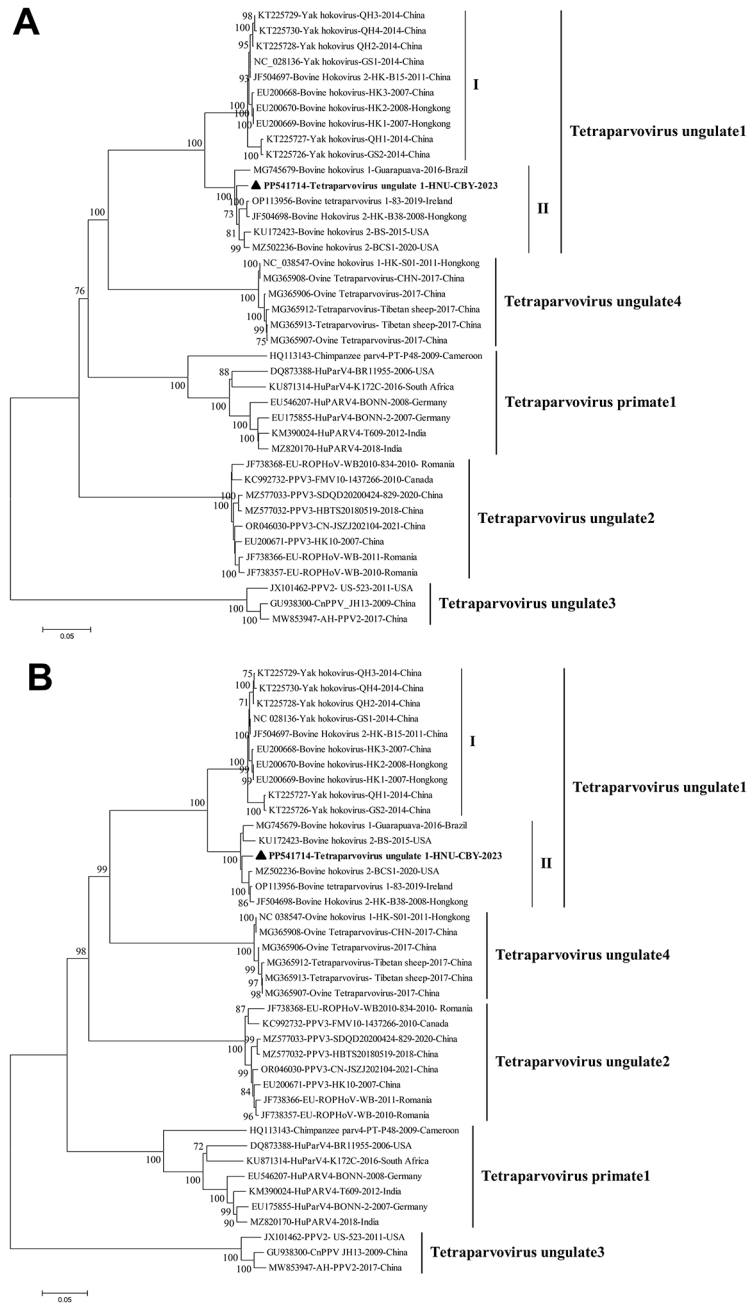 A
98 KT225729-Yak hokovirus-QH3-2014-China
100 KT225730-Yak hokovirus-QH4-2014-China
95 KT225728-Yak hokovirus QH2-2014-China
NC_028136-Yak hokovirus-GS1-2014-China
93 JF504697-Bovine Hokovirus 2-HK-B15-2011-China
I
EU200668-Bovine hokovirus-HK3-2007-China
100 EU200670-Bovine hokovirus-HK2-2008-Hongkong
100 EU200669-Bovine hokovirus-HK1-2007-Hongkong
Tetraparvovirus ungulate1
100 KT225727-Yak hokovirus-QH1-2014-China
100 KT225726-Yak hokovirus-GS2-2014-China
MG745679-Bovine hokovirus 1-Guarapuava-2016-Brazil
▲ PP541714-Tetraparvovirus ungulate 1-HNU-CBY-2023
100 100 OP113956-Bovine tetraparvovirus 1-83-2019-Ireland
II
73 JF504698-Bovine Hokovirus 2-HK-B38-2008-Hongkong
100
81 KU172423-Bovine hokovirus 2-BS-2015-USA
99 MZ502236-Bovine hokovirus 2-BCS1-2020-USA
100 NC_038547-Ovine hokovirus 1-HK-S01-2011-Hongkong
MG365908-Ovine Tetraparvovirus-CHN-2017-China
76 100 MG365906-Ovine Tetraparvovirus-2017-China
Tetraparvovirus ungulate4
100 MG365912-Tetraparvovirus-Tibetan sheep-2017-China
99 MG365913-Tetraparvovirus- Tibetan sheep-2017-China
75 MG365907-Ovine Tetraparvovirus-2017-China
HQ113143-Chimpanzee parv4-PT-P48-2009-Cameroon
88 DQ873388-HuParV4-BR11955-2006-USA
100 KU871314-HuParV4-K172C-2016-South Africa
Tetraparvovirus primate1
100 EU546207-HuPARV4-BONN-2008-Germany
EU175855-HuParV4-BONN-2-2007-Germany
100 KM390024-HuPARV4-T609-2012-India
MZ820170-HuPARV4-2018-India
JF738368-EU-ROPHoV-WB2010-834-2010- Romania
KC992732-PPV3-FMV10-1437266-2010-Canada
100 MZ577033-PPV3-SDQD20200424-829-2020-China
100 MZ577032-PPV3-HBTS20180519-2018-China
Tetraparvovirus ungulate2
OR046030-PPV3-CN-JSZJ202104-2021-China
EU200671-PPV3-HK10-2007-China
JF738366-EU-ROPHoV-WB-2011-Romania
100 JF738357-EU-ROPHoV-WB-2010-Romania
JX101462-PPV2- US-523-2011-USA
100 GU938300-CnPPV_JH13-2009-China
Tetraparvovirus ungulate3
100 MW853947-AH-PPV2-2017-China
0.05
B
75 KT225729-Yak hokovirus-QH3-2014-China
100 KT225730-Yak hokovirus-QH4-2014-China
71 KT225728-Yak hokovirus QH2-2014-China
NC 028136-Yak hokovirus-GS1-2014-China
100 JF504697-Bovine Hokovirus 2-HK-B15-2011-China
I
EU200668-Bovine hokovirus-HK3-2007-China
100 99 EU200670-Bovine hokovirus-HK2-2008-Hongkong
99 EU200669-Bovine hokovirus-HK1-2007-Hongkong
Tetraparvovirus ungulate1
KT225727-Yak hokovirus-QH1-2014-China
100 100 KT225726-Yak hokovirus-GS2-2014-China
MG745679-Bovine hokovirus 1-Guarapuava-2016-Brazil
KU172423-Bovine hokovirus 2-BS-2015-USA
▲ PP541714-Tetraparvovirus ungulate 1-HNU-CBY-2023
II
100 MZ502236-Bovine hokovirus 2-BCS1-2020-USA
99 100 OP113956-Bovine tetraparvovirus 1-83-2019-Ireland
86 JF504698-Bovine Hokovirus 2-HK-B38-2008-Hongkong
100 NC 038547-Ovine hokovirus 1-HK-S01-2011-Hongkong
MG365908-Ovine Tetraparvovirus-CHN-2017-China
98 100 MG365906-Ovine Tetraparvovirus-2017-China
Tetraparvovirus ungulate4
99 MG365912-Tetraparvovirus-Tibetan sheep-2017-China
97 MG365913-Tetraparvovirus- Tibetan sheep-2017-China
98 MG365907-Ovine Tetraparvovirus-2017-China
87 JF738368-EU-ROPHoV-WB2010-834-2010- Romania
KC992732-PPV3-FMV10-1437266-2010-Canada
99 MZ577033-PPV3-SDQD20200424-829-2020-China
100 MZ577032-PPV3-HBTS20180519-2018-China
Tetraparvovirus ungulate2
99 OR046030-PPV3-CN-JSZJ202104-2021-China
84 EU200671-PPV3-HK10-2007-China
JF738366-EU-ROPHoV-WB-2011-Romania
96 JF738357-EU-ROPHoV-WB-2010-Romania
HQ113143-Chimpanzee parv4-PT-P48-2009-Cameroon
72 DQ873388-HuParV4-BR11955-2006-USA
100 KU871314-HuParV4-K172C-2016-South Africa
100 EU546207-HuPARV4-BONN-2008-Germany
Tetraparvovirus primate1
100 KM390024-HuPARV4-T609-2012-India
99 EU175855-HuParV4-BONN-2-2007-Germany
90 MZ820170-HuPARV4-2018-India
JX101462-PPV2- US-523-2011-USA
100 GU938300-CnPPV JH13-2009-China
Tetraparvovirus ungulate3
100 MW853947-AH-PPV2-2017-China
0.05